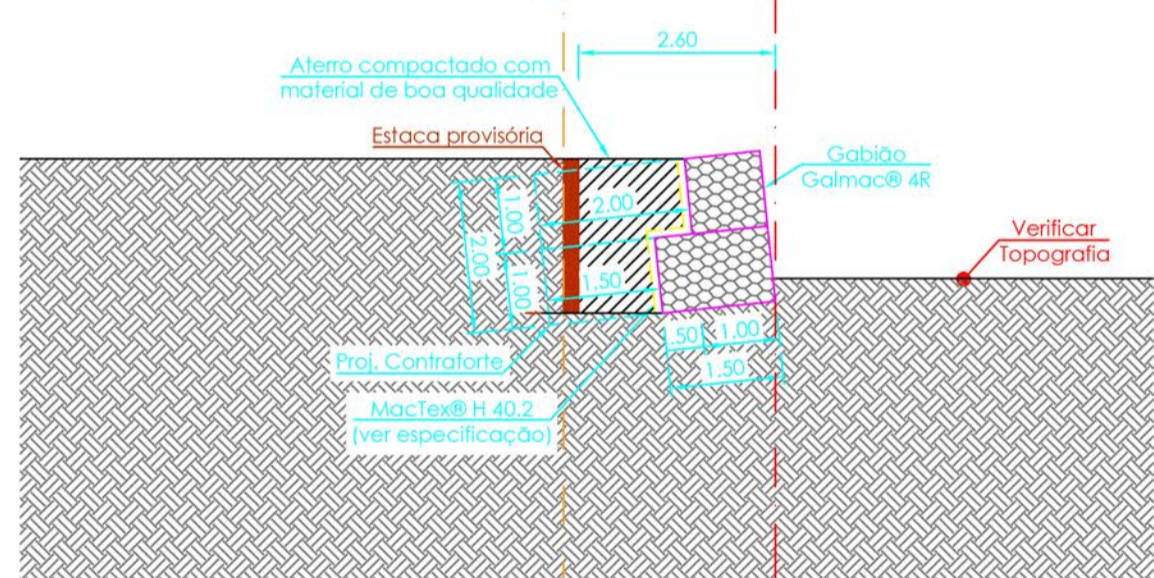 2.60
Aterro compactado com
material de boa qualidade
Estaca provisória
Gabião
Galmac® 4R
1.00
2.00
2.00
Verificar
Topografia
1.00
1.50
.50
1.00
1.50
Proj. Contraforte
MacTex® H 40.2
(ver especificação)